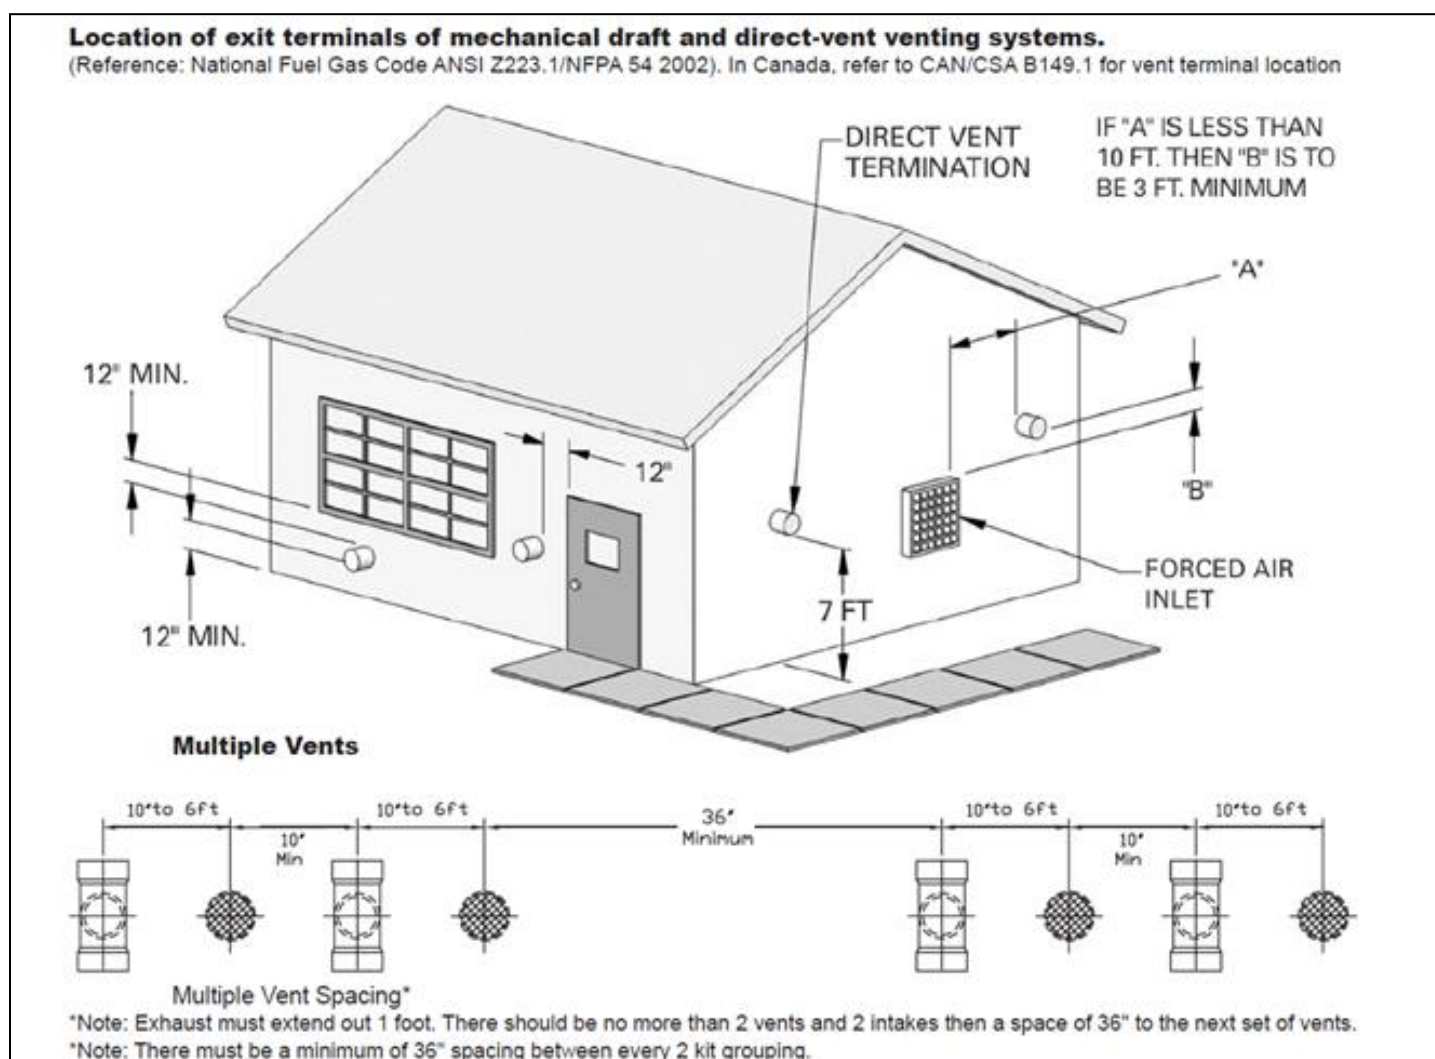 Location of exit terminals of mechanical draft and direct-vent venting systems.
(Reference: National Fuel Gas Code ANSI Z223.1/NFPA 54 2002). In Canada, refer to CAN/CSA B149.1 for vent terminal location
DIRECT VENT
TERMINATION
IF "A" IS LESS THAN
10 FT. THEN "B" IS TO
BE 3 FT. MINIMUM
"A"
12" MIN.
12"
"B"
FORCED AIR
INLET
7 FT
12" MIN.
Multiple Vents
10"to 6ft
10"
Min
10"to 6ft
36"
Minimum
10"to 6ft
10"
Min
10"to 6ft
Multiple Vent Spacing*
*Note: Exhaust must extend out 1 foot. There should be no more than 2 vents and 2 intakes then a space of 36" to the next set of vents.
*Note: There must be a minimum of 36" spacing between every 2 kit grouping.